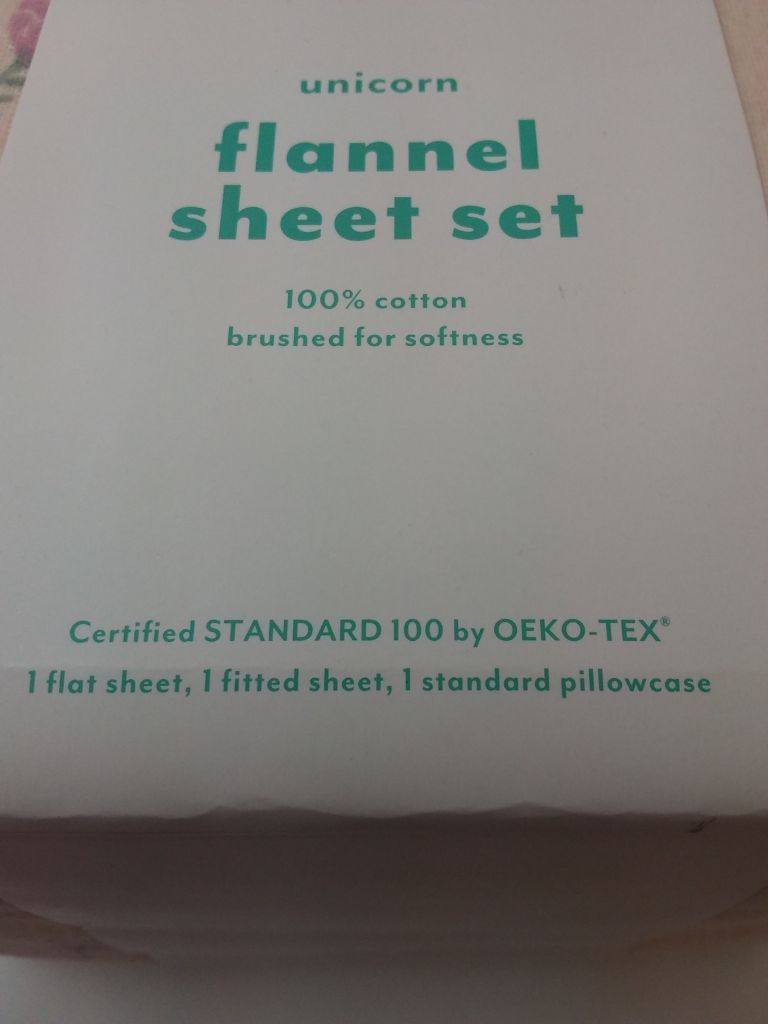 unicorn
flannel
sheet set
100% cotton
brushed for softness
Certified STANDARD 100 by OEKO-TEX®
1 flat sheet, 1 fitted sheet, 1 standard pillowcase